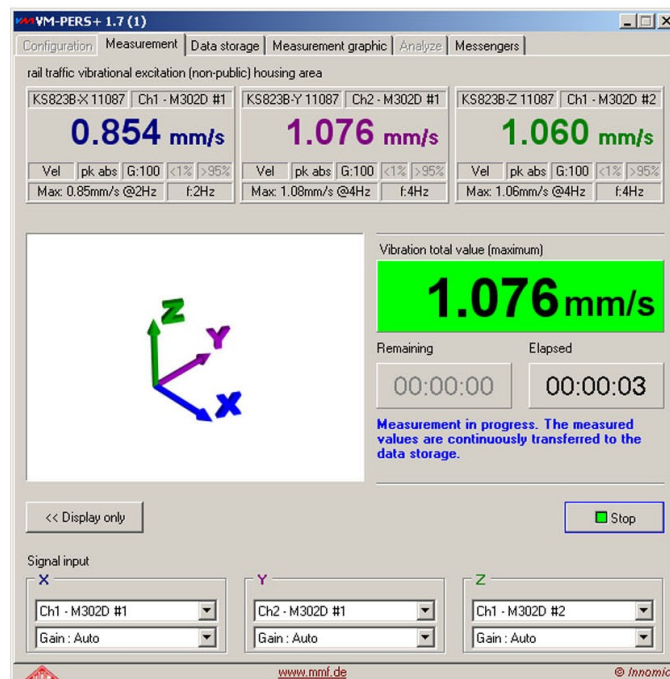 VM-PERS+ 1.7 (1)
Configuration Measurement Data storage Measurement graphic Analyze Messengers
rail traffic vibrational excitation (non-public) housing area
KS823B-X 11087 Ch1 - M302D #1 KS823B-Y 11087 Ch2 - M302D #1 KS823B-Z 11087 Ch1 - M302D #2
0.854 mm/s 1.076 mm/s 1.060 mm/s
Vel pk abs G:100 <1% >95% Vel pk abs G:100 <1% >95% Vel pk abs G:100 <1% >95%
Max: 0.85mm/s @2Hz f:2Hz Max: 1.08mm/s @4Hz f:4Hz Max: 1.06mm/s @4Hz f:4Hz
Vibration total value (maximum)
1.076 mm/s
Z
Y
X
Remaining Elapsed
00:00:00 00:00:03
Measurement in progress. The measured
values are continuously transferred to the
data storage.
<< Display only Stop
Signal input
X Y Z
Ch1 - M302D #1 Ch2 - M302D #1 Ch1 - M302D #2
Gain : Auto Gain : Auto Gain : Auto
www.mmf.de © Innomic